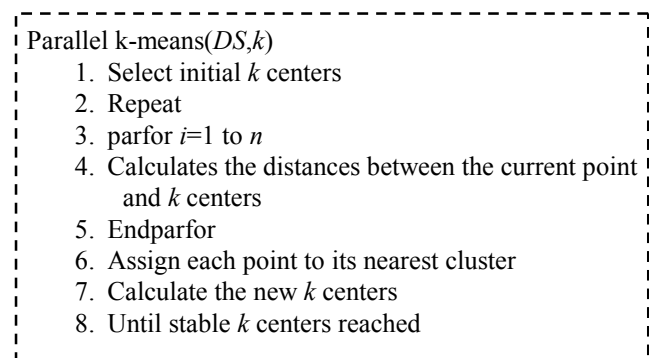 Parallel k-means(DS,k)
1. Select initial k centers
2. Repeat
3. parfor i=1 to n
4. Calculates the distances between the current point
and k centers
5. Endparfor
6. Assign each point to its nearest cluster
7. Calculate the new k centers
8. Until stable k centers reached